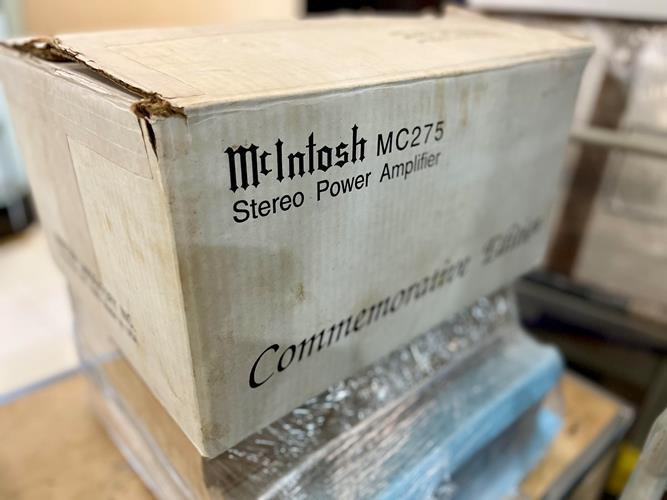 McIntosh MC275
Stereo Power Amplifier
Commemorative Edition